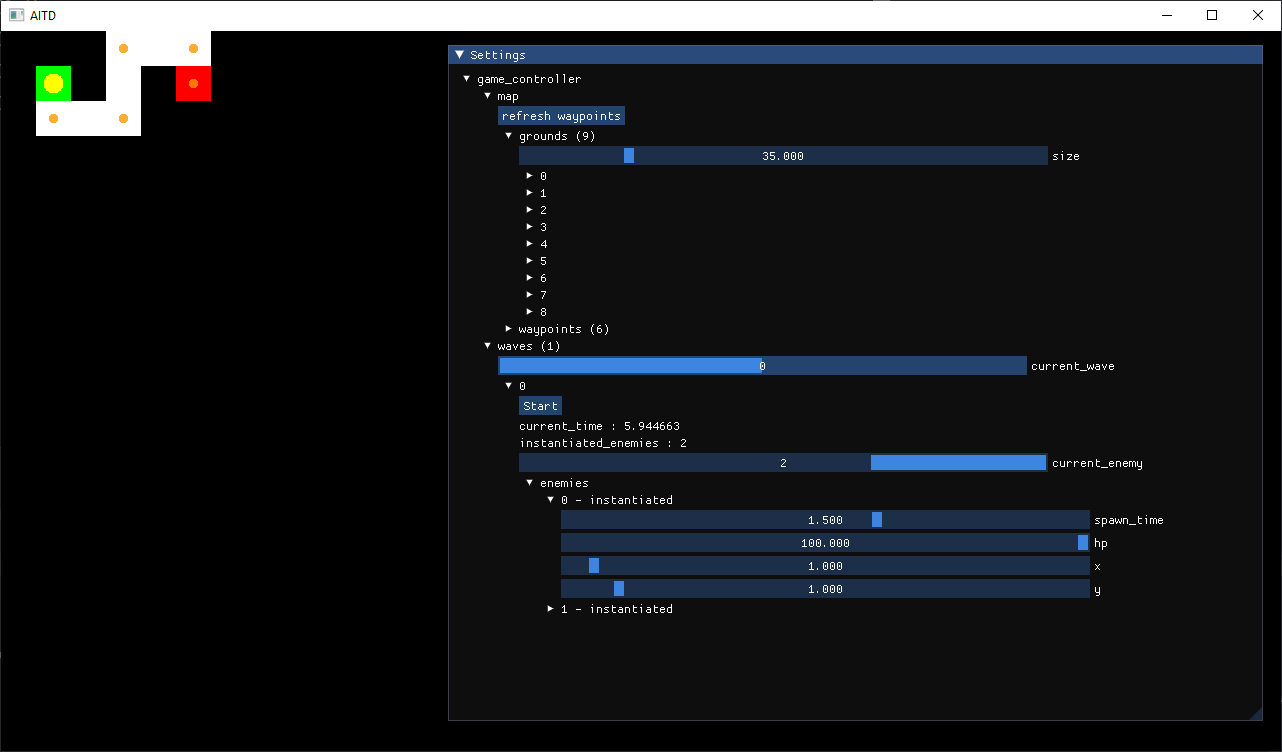 AITD
Settings
game_controller
map
refresh waypoints
grounds (9)
35.000 size
0
1
2
3
4
5
6
7
8
waypoints (6)
waves (1)
0 current_wave
0
Start
current_time : 5.944663
instantiated_enemies : 2
2 current_enemy
enemies
0 - instantiated
1.500 spawn_time
100.000 hp
1.000 x
1.000 y
1 - instantiated